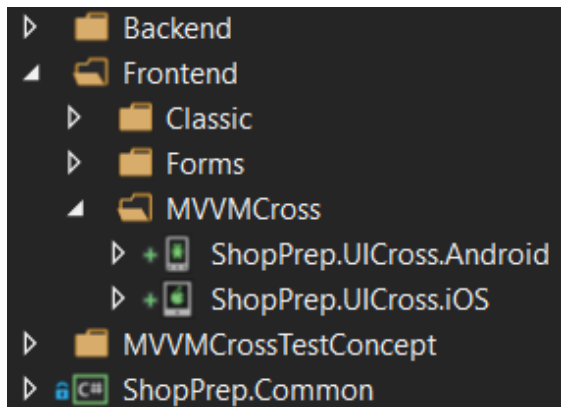 Backend
Frontend
Classic
Forms
MVVMCross
ShopPrep.UICross.Android
ShopPrep.UICross.iOS
MVVMCrossTestConcept
C# ShopPrep.Common